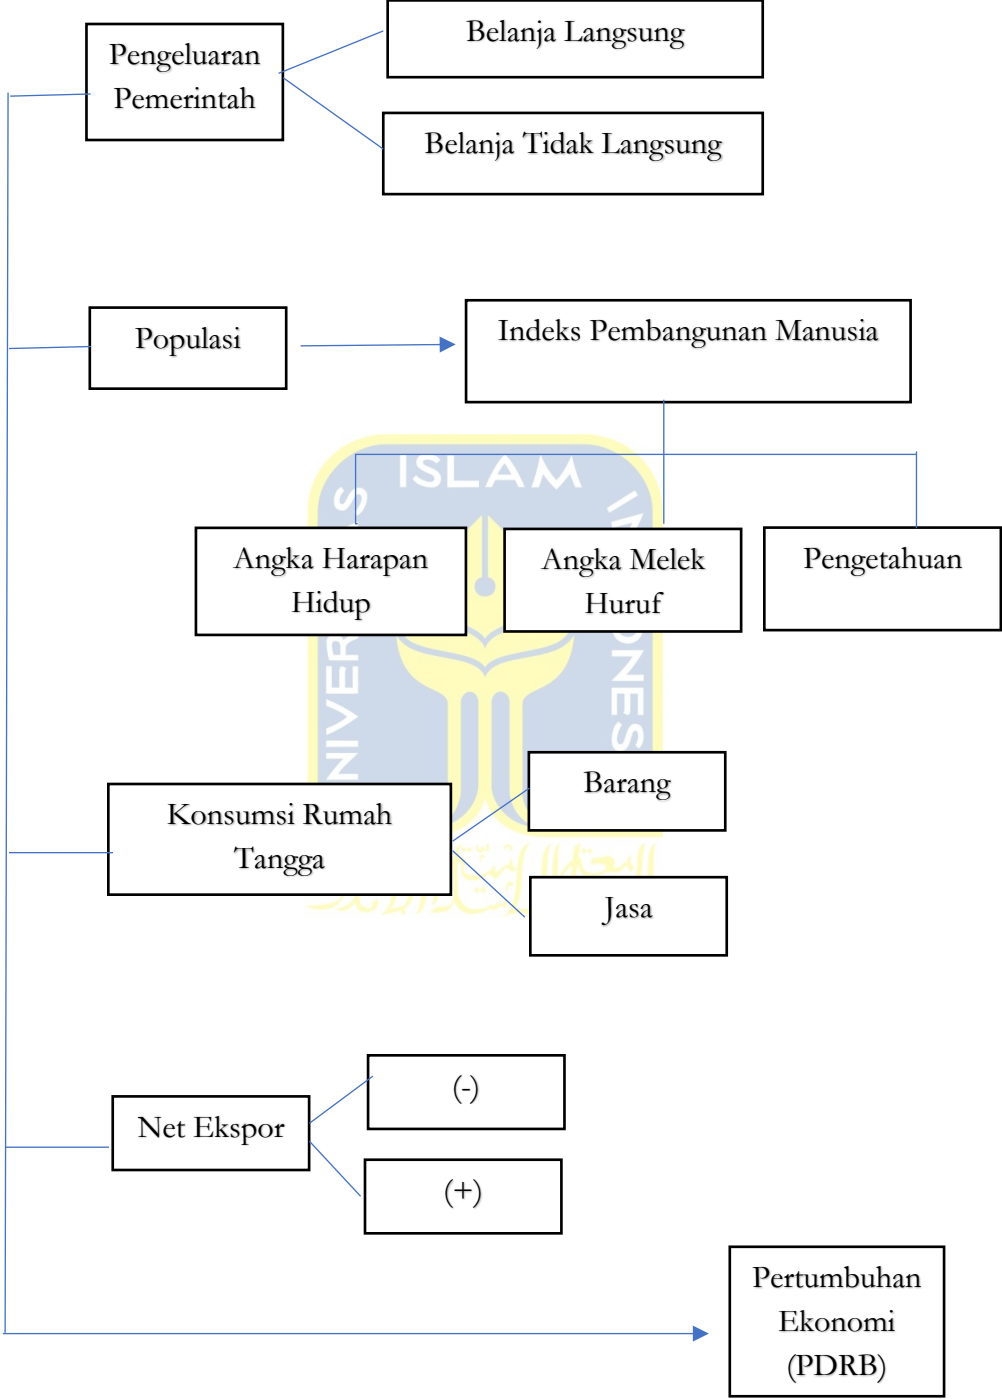 Pengeluaran
Pemerintah
Belanja Langsung
Belanja Tidak Langsung
Populasi
Indeks Pembangunan Manusia
ISLAM
Angka Harapan
Hidup
Angka Melek
Huruf
Pengetahuan
Konsumsi Rumah
Tangga
Barang
Jasa
Net Ekspor
(-)
(+)
Pertumbuhan
Ekonomi
(PDRB)